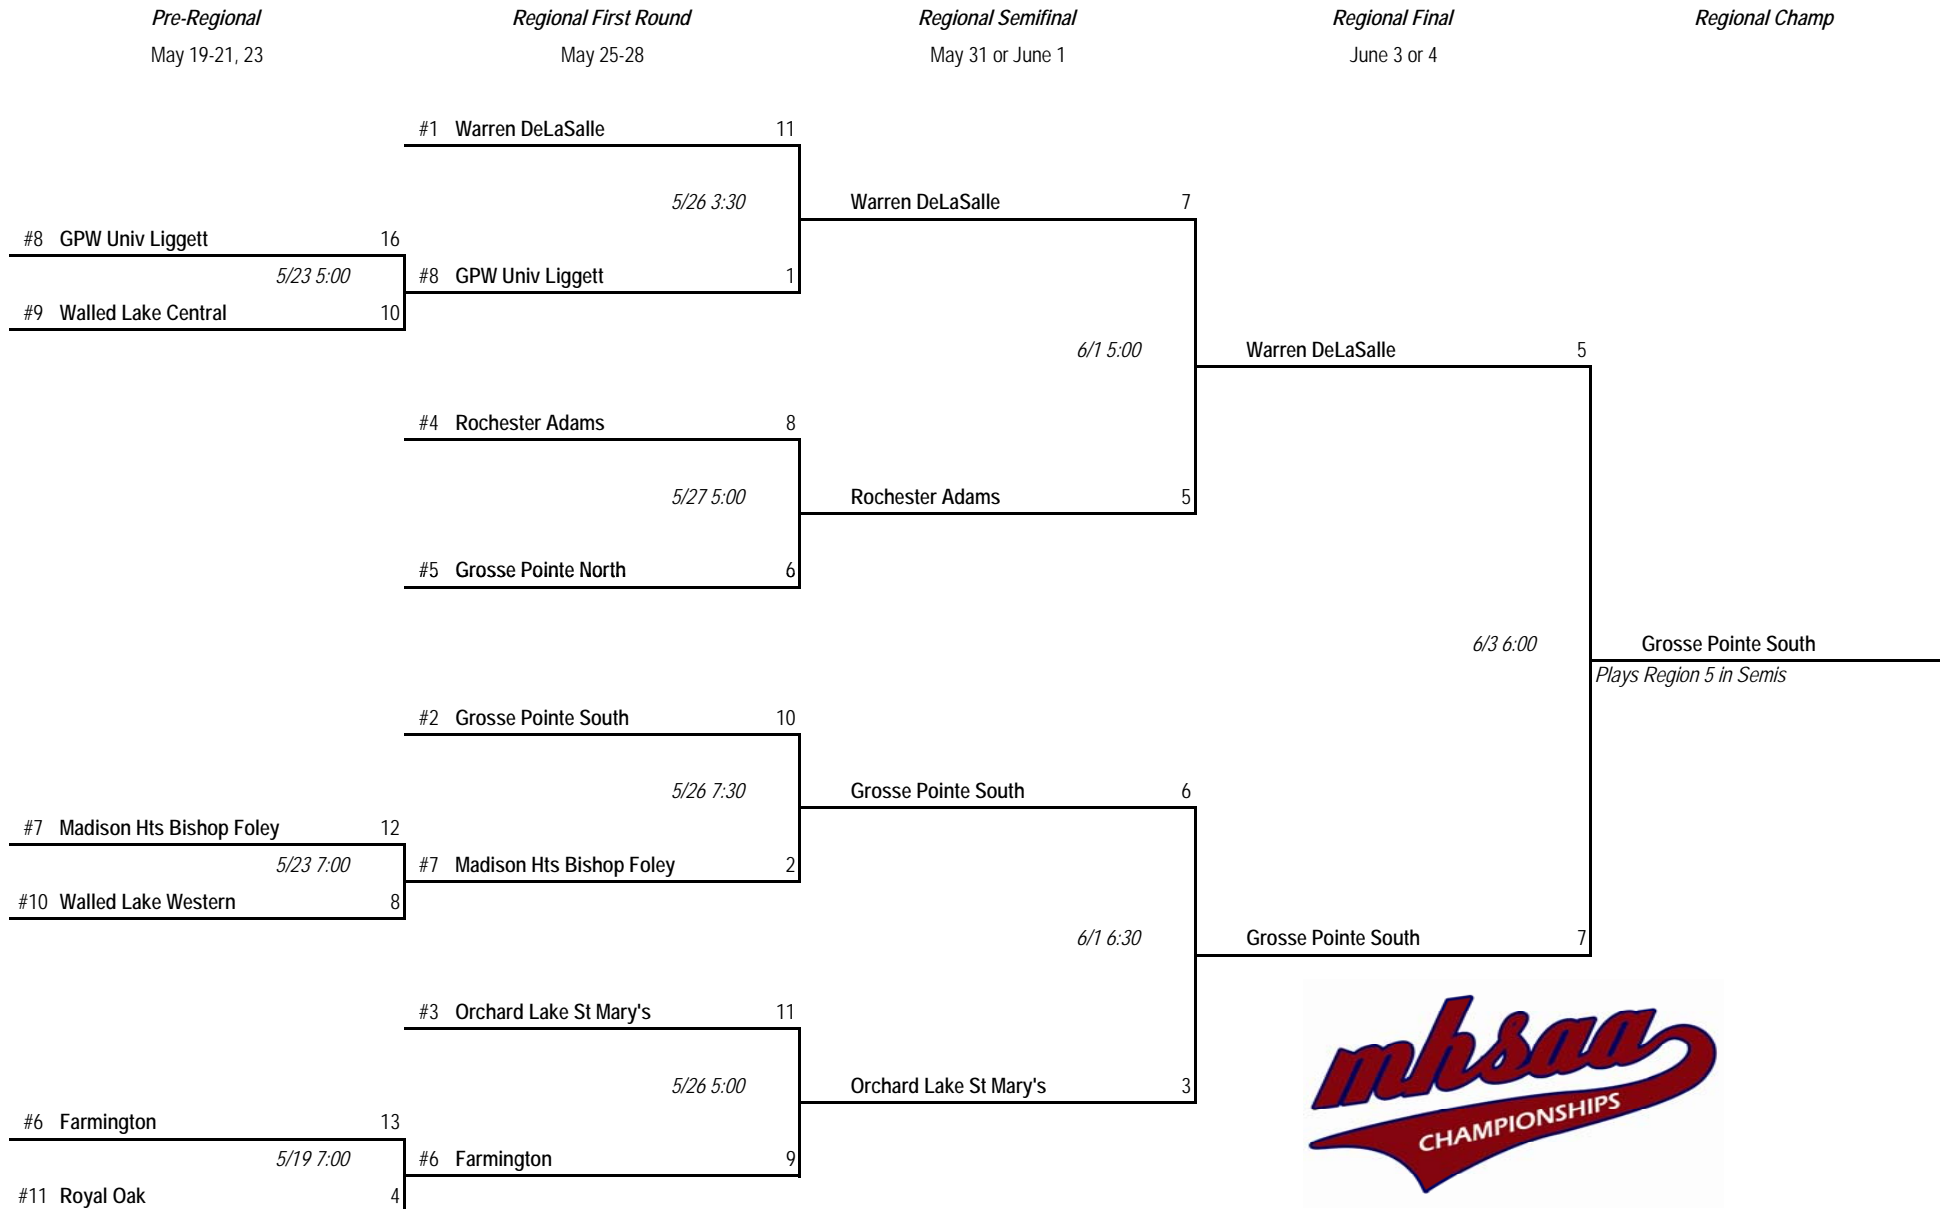 Pre-Regional Regional First Round Regional Semifinal Regional Final Regional Champ
May 19-21, 23 May 25-28 May 31 or June 1 June 3 or 4
#1 Warren DeLaSalle 11
5/26 3:30 Warren DeLaSalle 7
#8 GPW Univ Liggett 16
5/23 5:00 #8 GPW Univ Liggett 1
#9 Walled Lake Central 10
6/1 5:00 Warren DeLaSalle 5
#4 Rochester Adams 8
5/27 5:00 Rochester Adams 5
#5 Grosse Pointe North 6
6/3 6:00 Grosse Pointe South
Plays Region 5 in Semis
#2 Grosse Pointe South 10
5/26 7:30 Grosse Pointe South 6
#7 Madison Hts Bishop Foley 12
5/23 7:00 #7 Madison Hts Bishop Foley 2
#10 Walled Lake Western 8
6/1 6:30 Grosse Pointe South 7
#3 Orchard Lake St Mary's 11
mhsaa
5/26 5:00 Orchard Lake St Mary's 3
CHAMPIONSHIPS
#6 Farmington 13
5/19 7:00 #6 Farmington 9
#11 Royal Oak 4